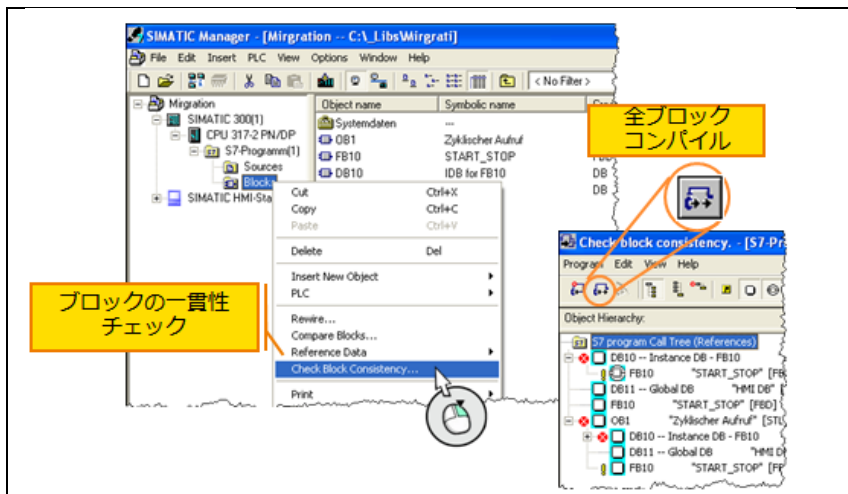 SIMATIC Manager - [Mirgration -- C:\_Libs\Mirgrati]
File Edit Insert PLC View Options Window Help
< No Filter >
Mirgration
SIMATIC 300(1)
CPU 317-2 PN/DP
S7-Programm(1)
Sources
Blocks
SIMATIC HMI-Sta
Object name Symbolic name
Systemdaten ---
OB1 Zyklischer Aufruf
FB10 START_STOP
DB10 IDB for FB10 DB
DB
Cut Ctrl+X
Copy Ctrl+C
Paste Ctrl+V
Delete Del
Insert New Object
PLC
Rewire...
Compare Blocks...
Reference Data
Check Block Consistency...
Print
ブロックの一貫性
チェック
全ブロック
コンパイル
Check block consistency. - [S7-Pr
Program Edit View Help
Object Hierarchy:
S7 program Call Tree (References)
DB10 -- Instance DB - FB10
FB10 "START_STOP" [FB
DB11 -- Global DB "HMI DB" [
FB10 "START_STOP" [FBD]
OB1 "Zyklischer Aufruf" [STL
DB10 -- Instance DB - FB10
DB11 -- Global DB "HMI D
FB10 "START_STOP" [FB